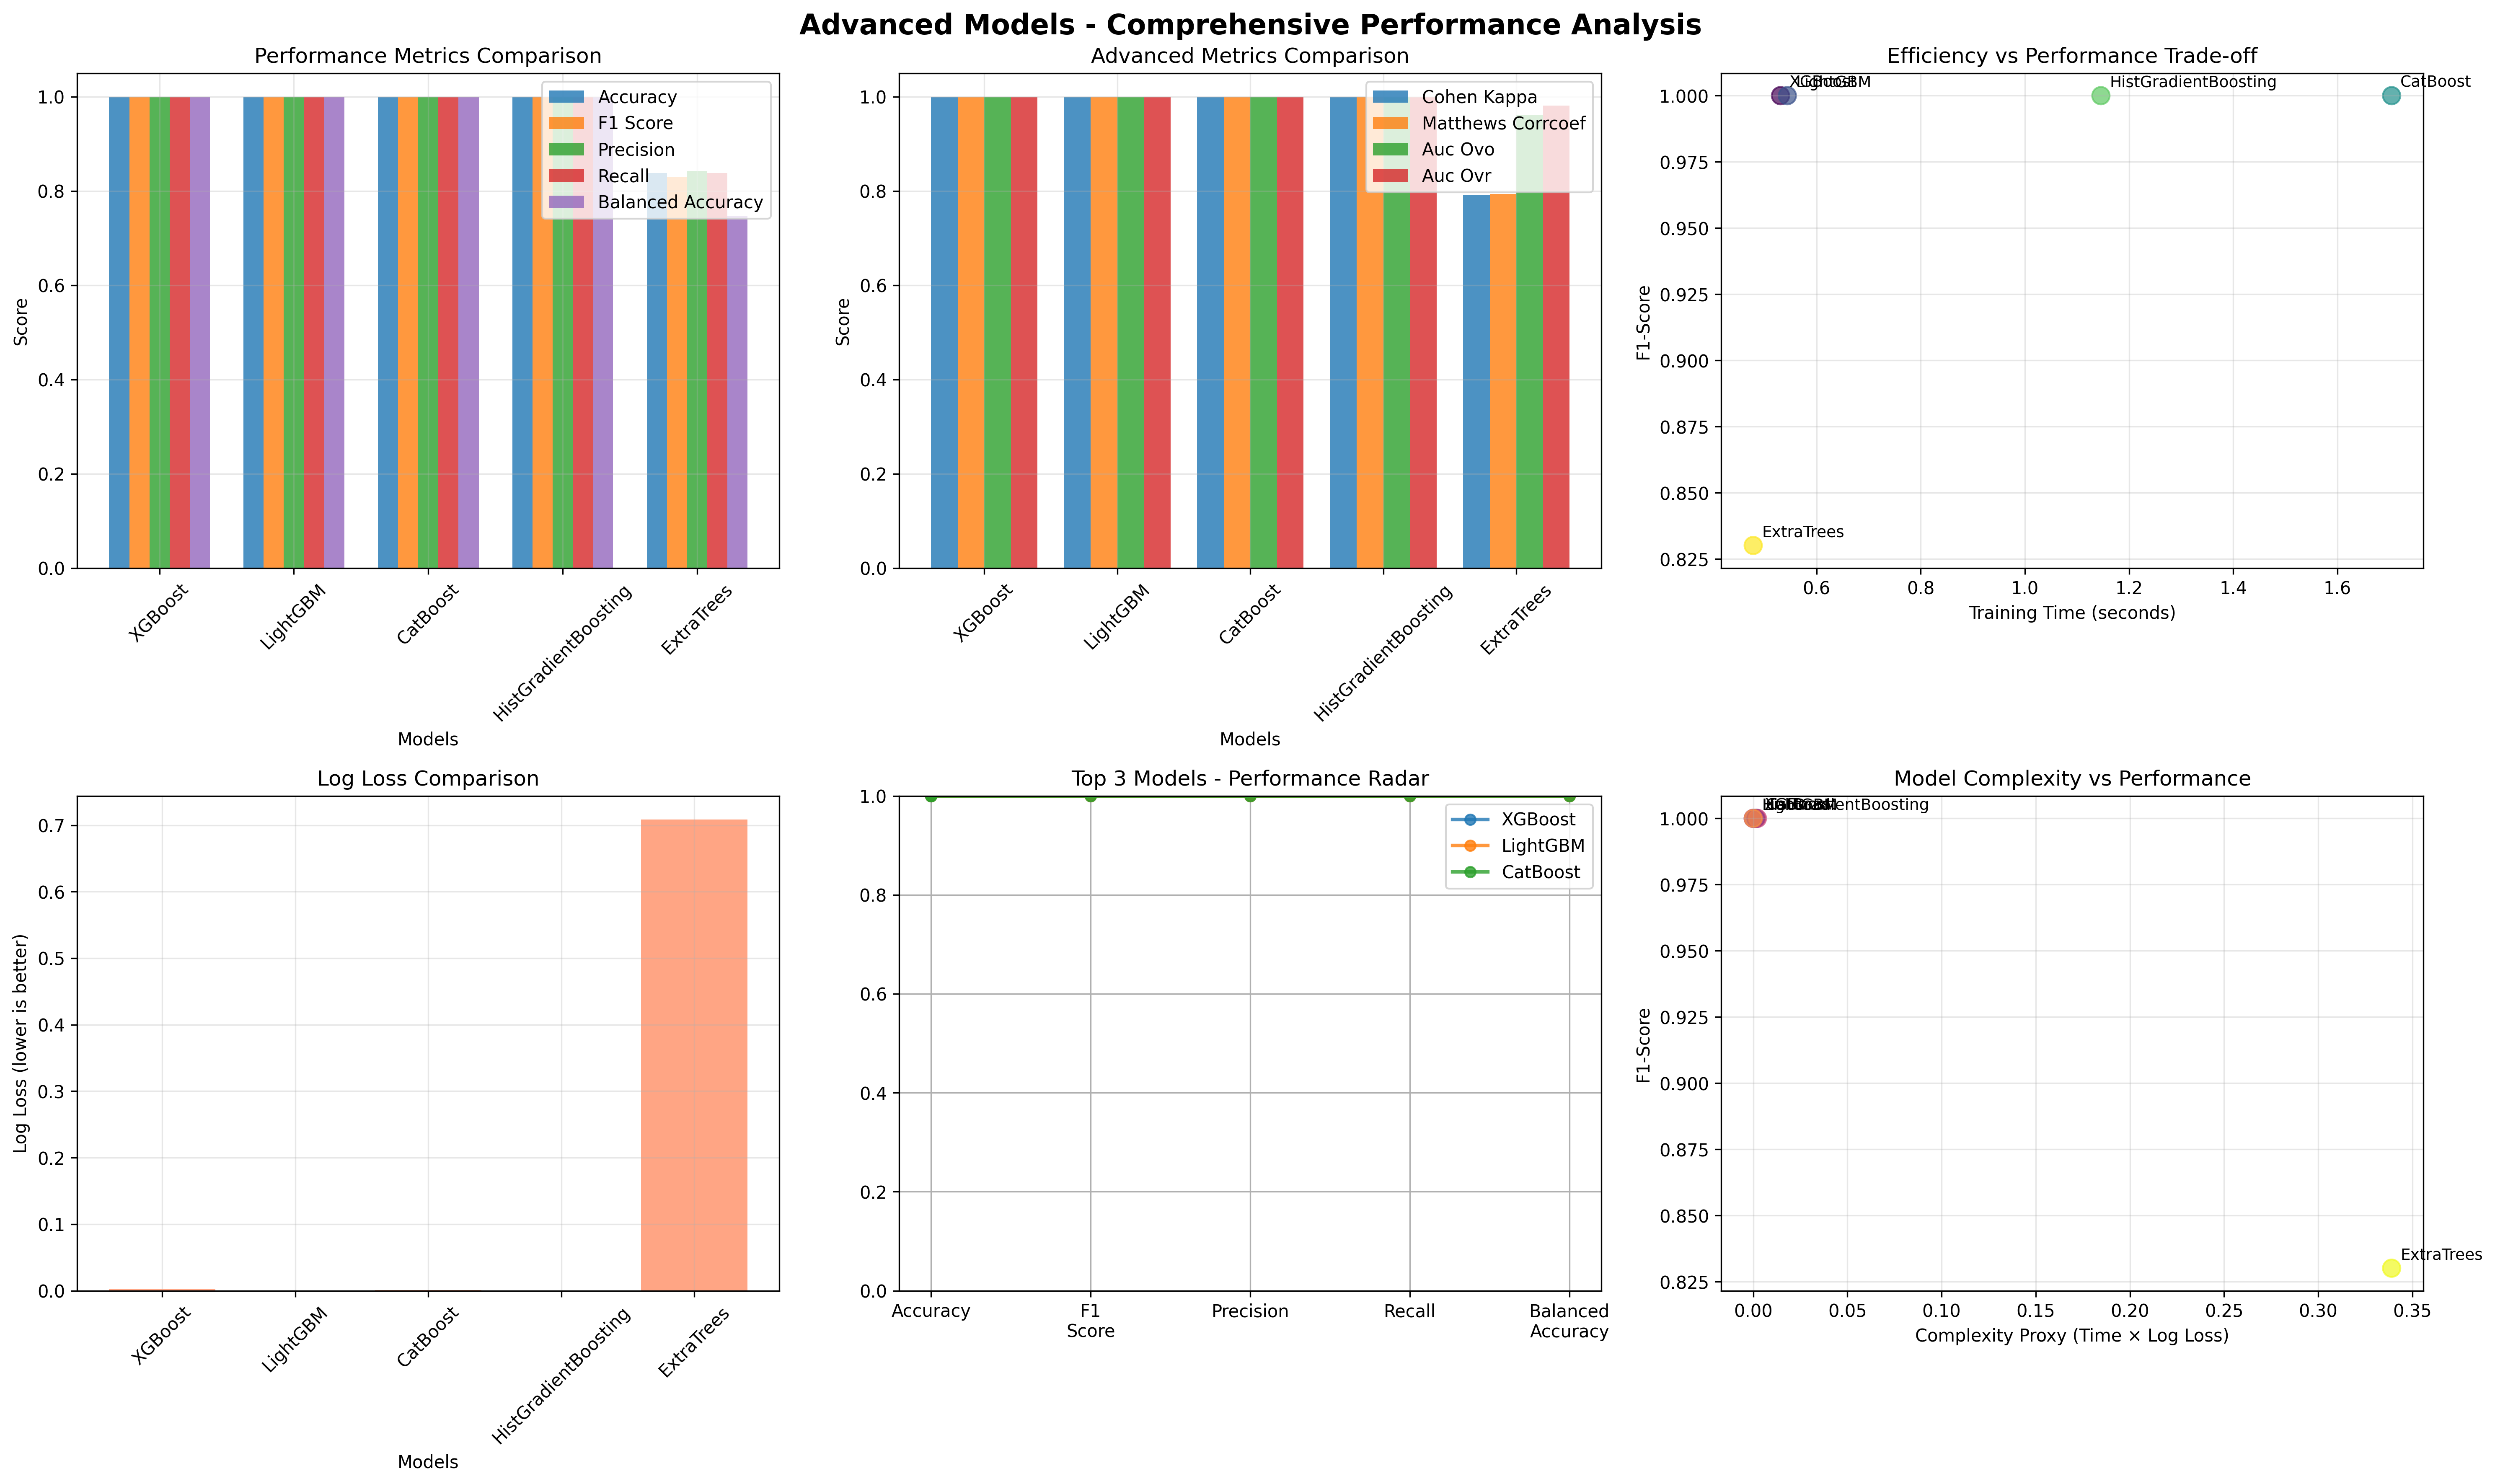 Advanced Models - Comprehensive Performance Analysis
Performance Metrics Comparison
Score
1.0
0.8
0.6
0.4
0.2
0.0
Accuracy
F1 Score
Precision
Recall
Balanced Accuracy
XGBoost
LightGBM
CatBoost
HistGradientBoosting
ExtraTrees
Models
Advanced Metrics Comparison
Score
1.0
0.8
0.6
0.4
0.2
0.0
Cohen Kappa
Matthews Corrcoef
Auc Ovo
Auc Ovr
XGBoost
LightGBM
CatBoost
HistGradientBoosting
ExtraTrees
Models
Efficiency vs Performance Trade-off
F1-Score
1.000
0.975
0.950
0.925
0.900
0.875
0.850
0.825
XGBoost
LightGBM
HistGradientBoosting
CatBoost
ExtraTrees
0.6
0.8
1.0
1.2
1.4
1.6
Training Time (seconds)
Log Loss Comparison
Log Loss (lower is better)
0.7
0.6
0.5
0.4
0.3
0.2
0.1
0.0
XGBoost
LightGBM
CatBoost
HistGradientBoosting
ExtraTrees
Models
Top 3 Models - Performance Radar
1.0
0.8
0.6
0.4
0.2
0.0
XGBoost
LightGBM
CatBoost
Accuracy
F1
Score
Precision
Recall
Balanced
Accuracy
Model Complexity vs Performance
F1-Score
1.000
0.975
0.950
0.925
0.900
0.875
0.850
0.825
HistGradientBoosting
ExtraTrees
0.00
0.05
0.10
0.15
0.20
0.25
0.30
0.35
Complexity Proxy (Time × Log Loss)